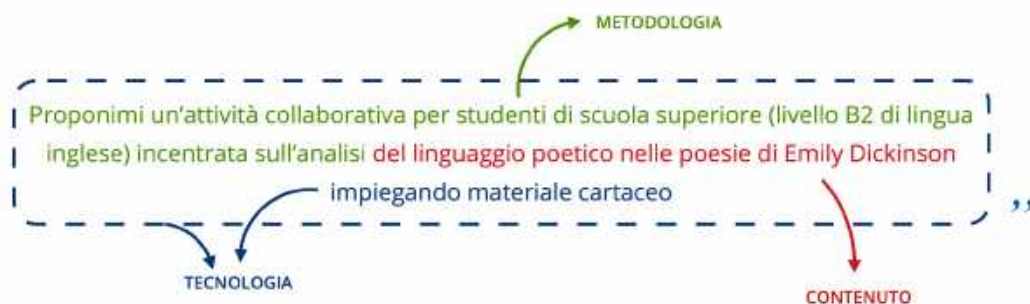 METODOLOGIA
Proponimi un'attività collaborativa per studenti di scuola superiore (livello B2 di lingua
inglese) incentrata sull'analisi del linguaggio poetico nelle poesie di Emily Dickinson
impiegando materiale cartaceo
,,
TECNOLOGIA
CONTENUTO